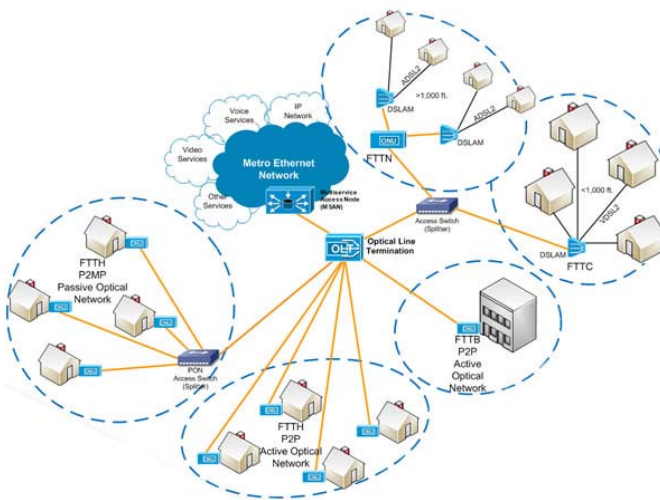 Voice
Services
IP
Network
Video
Services
Metro Ethernet
Network
Other
Services
Multiservice
Access Node
(MSAN)
ADSL2
ADSL2
>1,000 ft.
DSLAM
ONU
DSLAM
FTTN
Access Switch
(Splitter)
<1,000 ft.
VDSL2
DSLAM
FTTC
OLT
Optical Line
Termination
FTTH
P2MP
Passive Optical
Network
PON
Access Switch
(Splitter)
FTTB
P2P
Active
Optical
Network
FTTH
P2P
Active Optical
Network